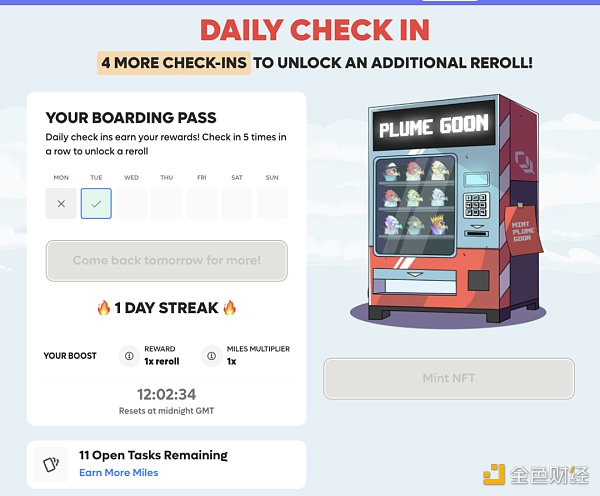 DAILY CHECK IN
4 MORE CHECK-INS TO UNLOCK AN ADDITIONAL REROLL!
YOUR BOARDING PASS
Daily check ins earn your rewards! Check in 5 times in
a row to unlock a reroll
MON TUE WED THU FRI SAT SUN
Come back tomorrow for more!
1 DAY STREAK
YOUR BOOST
REWARD
1x reroll
MILES MULTIPLIER
1x
12:02:34
Resets at midnight GMT
11 Open Tasks Remaining
Earn More Miles
PLUME GOON
MINT
PLUME
GOON
Mint NFT
金色财经